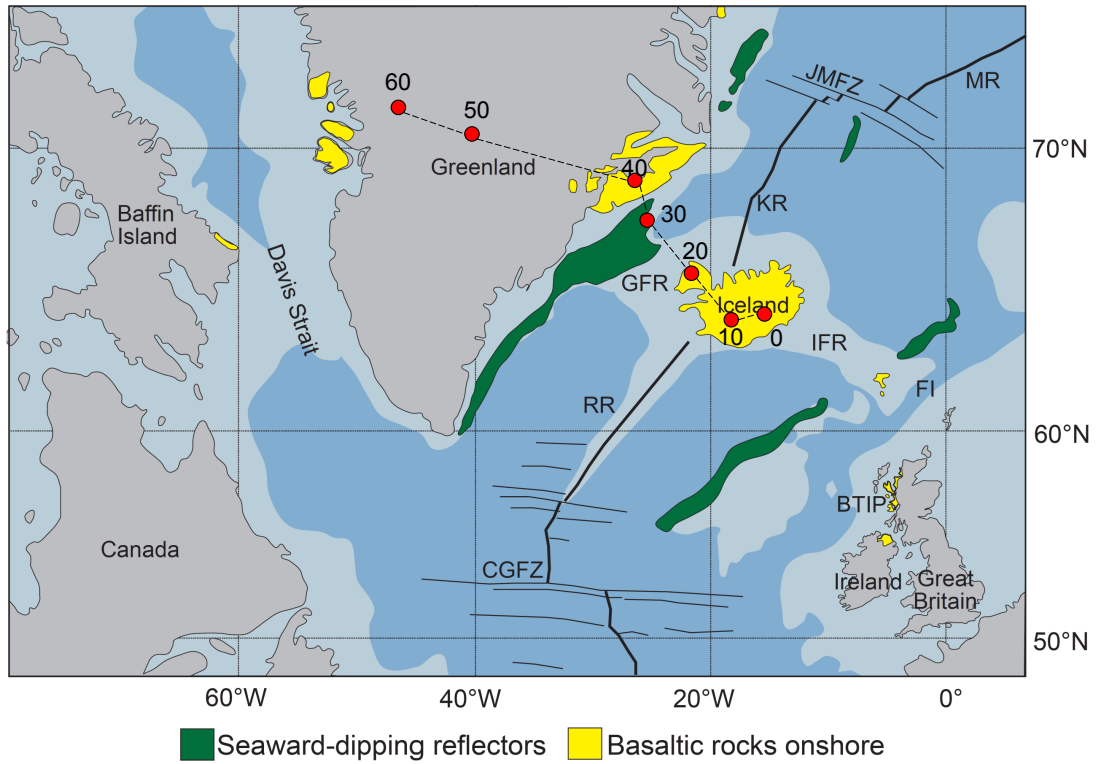 JMFZ
MR
60
50
70°N
Greenland
40
KR
Baffin
Island
30
20
GFR
Davis Strait
Iceland
10
0
IFR
FI
RR
60°N
BTIP
Canada
CGFZ
Ireland
Great
Britain
50°N
60°W
40°W
20°W
0°
Seaward-dipping reflectors
Basaltic rocks onshore